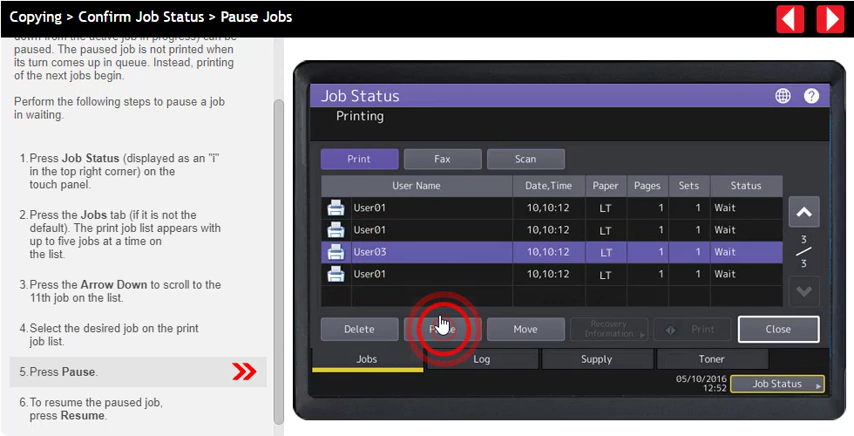 Copying > Confirm Job Status > Pause Jobs
down from the active job in progress) can be
paused. The paused job is not printed when
its turn comes up in queue. Instead, printing
of the next jobs begin.
Perform the following steps to pause a job
in waiting.
1.Press Job Status (displayed as an "i"
in the top right corner) on the
touch panel.
2.Press the Jobs tab (if it is not the
default). The print job list appears with
up to five jobs at a time on
the list.
3.Press the Arrow Down to scroll to the
11th job on the list.
4.Select the desired job on the print
job list.
5.Press Pause.
6.To resume the paused job,
press Resume.
Job Status ?
Printing
Print Fax Scan
User Name Date,Time Paper Pages Sets Status
User01 10,10:12 LT 1 1 Wait
User01 10,10:12 LT 1 1 Wait
User03 10,10:12 LT 1 1 Wait
User01 10,10:12 LT 1 1 Wait
3
3
Delete Move Recovery Information Print Close
Jobs Log Supply Toner
05/10/2016
12:52
Job Status